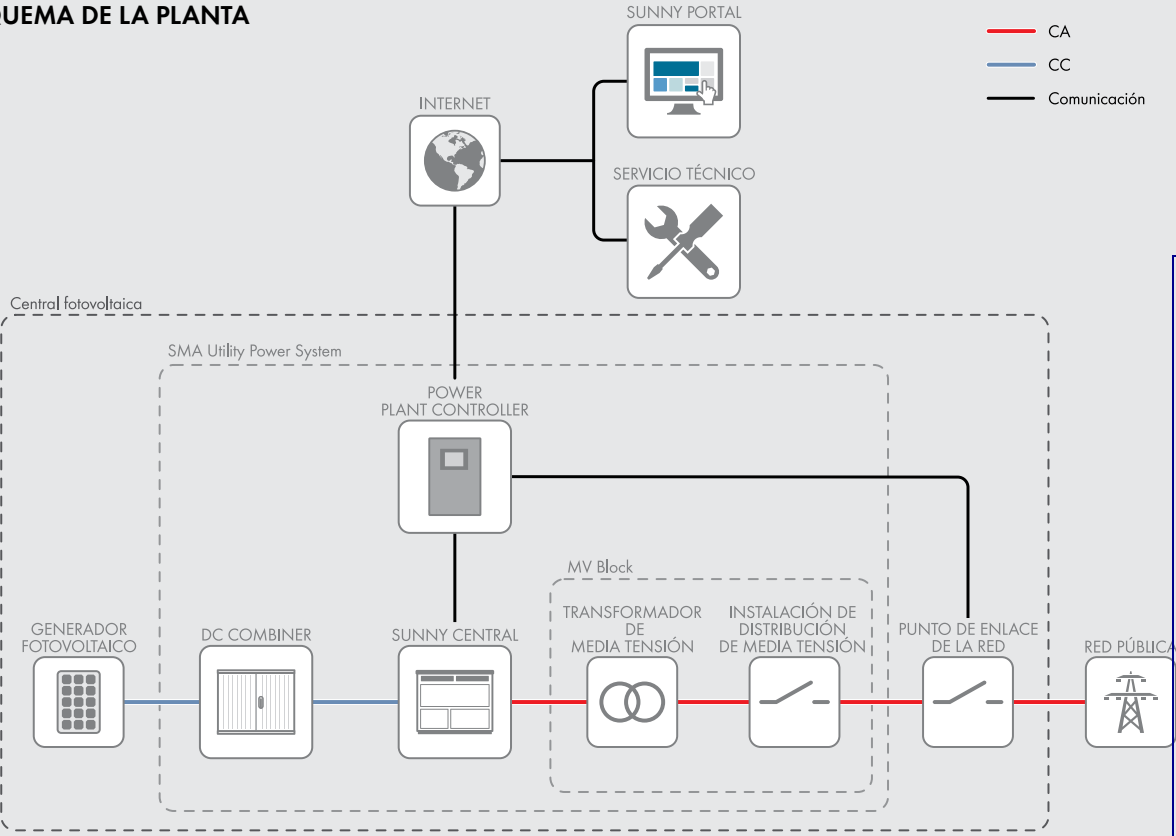 QUEMA DE LA PLANTA
SUNNY PORTAL
CA
CC
Comunicación
INTERNET
SERVICIO TÉCNICO
Central fotovoltaica
SMA Utility Power System
POWER
PLANT CONTROLLER
MV Block
GENERADOR
FOTOVOLTAICO
DC COMBINER
SUNNY CENTRAL
TRANSFORMADOR
DE
MEDIA TENSIÓN
INSTALACIÓN DE
DISTRIBUCIÓN
DE MEDIA TENSIÓN
PUNTO DE ENLACE
DE LA RED
RED PÚBLICA